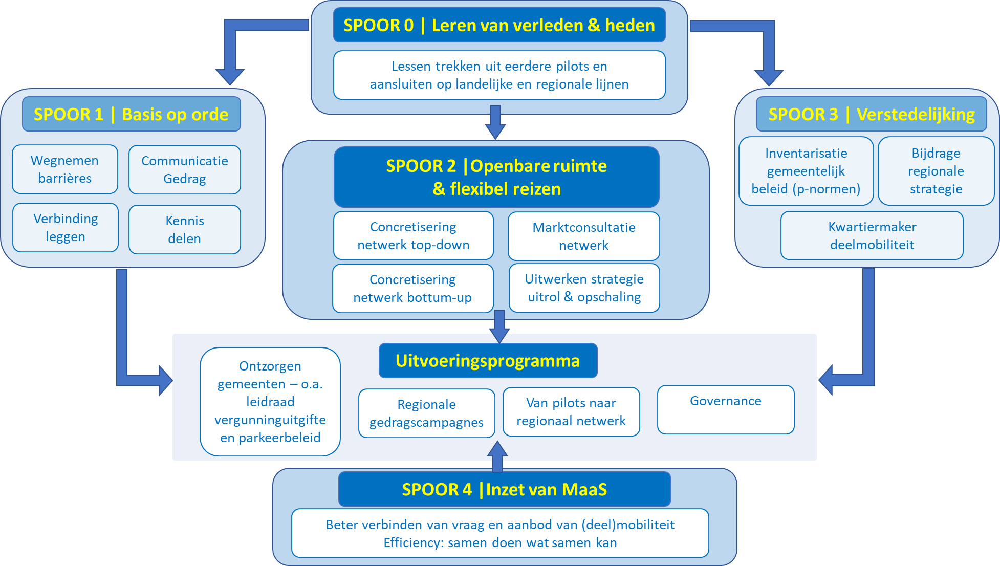 SPOOR 0 | Leren van verleden & heden
Lessen trekken uit eerdere pilots en
aansluiten op landelijke en regionale lijnen
SPOOR 1 | Basis op orde
Wegnemen
barrières
Communicatie
Gedrag
Verbinding
leggen
Kennis
delen
SPOOR 2 |Openbare ruimte
& flexibel reizen
Concretisering
netwerk top-down
Marktconsultatie
netwerk
Concretisering
netwerk bottum-up
Uitwerken strategie
uitrol & opschaling
SPOOR 3 | Verstedelijking
Inventarisatie
gemeentelijk
beleid (p-normen)
Bijdrage
regionale
strategie
Kwartiermaker
deelmobiliteit
Uitvoeringsprogramma
Ontzorgen
gemeenten – o.a.
leidraad
vergunninguitgifte
en parkeerbeleid
Regionale
gedragscampagnes
Van pilots naar
regionaal netwerk
Governance
SPOOR 4 |Inzet van MaaS
Beter verbinden van vraag en aanbod van (deel)mobiliteit
Efficiency: samen doen wat samen kan